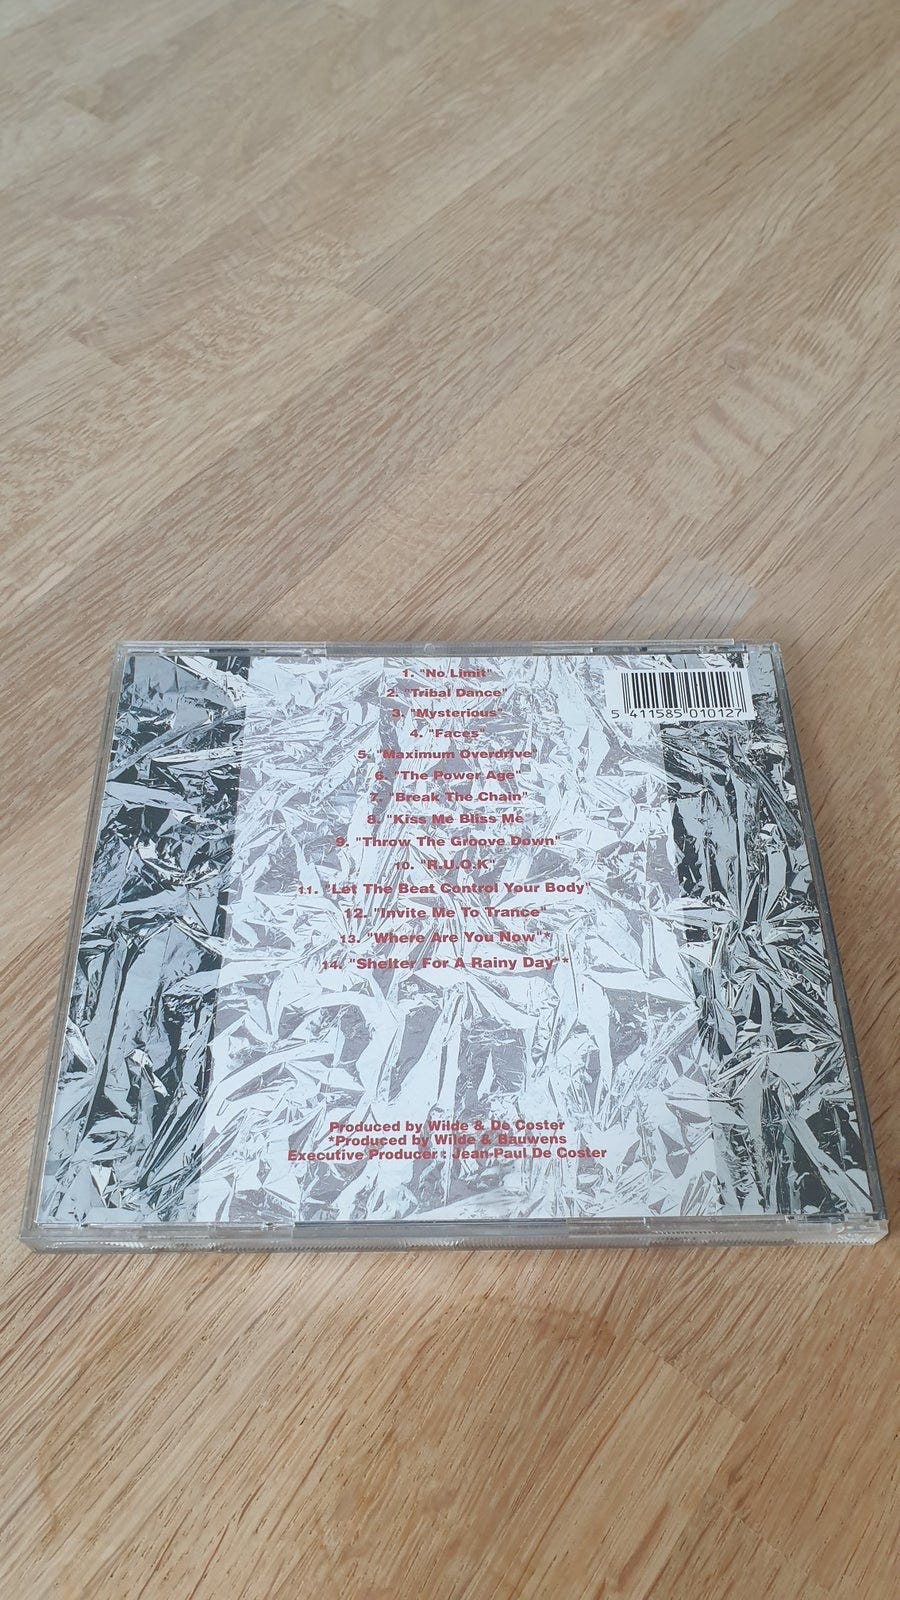 1. "No Limit"
2. "Tribal Dance"
3. "Mysterious"
4. "Faces"
5. "Maximum Overdrive"
6. "The Power Age"
7. "Break The Chain"
8. "Kiss Me Bliss Me"
9. "Throw The Groove Down"
10. "R.U.O.K"
11. "Let The Beat Control Your Body"
12. "Invite Me To Trance"
13. "Where Are You Now"*
14. "Shelter For A Rainy Day"*
5 411585 010127
Produced by Wilde & De Coster
*Produced by Wilde & Bauwens
Executive Producer : Jean-Paul De Coster